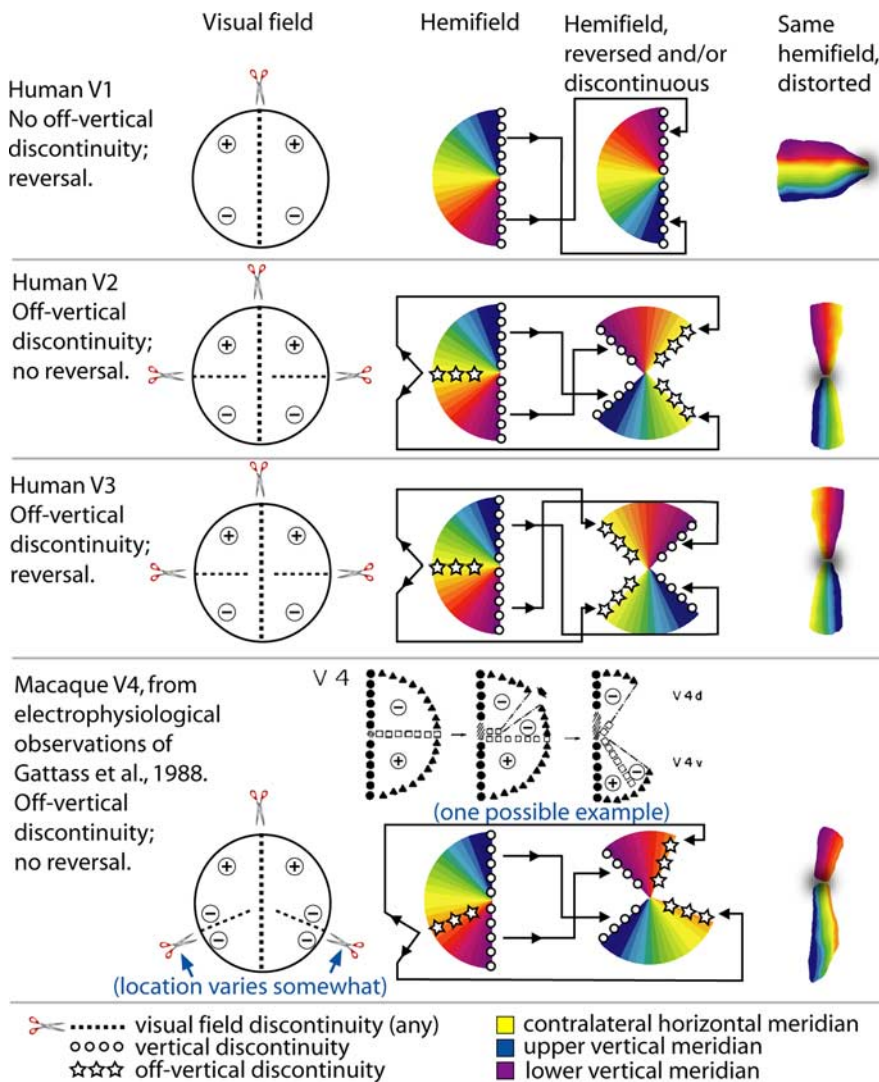 Visual field
Hemifield
Hemifield,
reversed and/or
discontinuous
Same
hemifield,
distorted
Human V1
No off-vertical
discontinuity;
reversal.
+
+
−
−
Human V2
Off-vertical
discontinuity;
no reversal.
+
+
−
−
Human V3
Off-vertical
discontinuity;
reversal.
+
+
−
−
Macaque V4, from
electrophysiological
observations of
Gattass et al., 1988.
Off-vertical
discontinuity;
no reversal.
V 4
−
+
−
−
+
−
V 4 d
V 4 v
+
−
(one possible example)
+
+
−
−
−
−
(location varies somewhat)
visual field discontinuity (any)
vertical discontinuity
off-vertical discontinuity
contralateral horizontal meridian
upper vertical meridian
lower vertical meridian